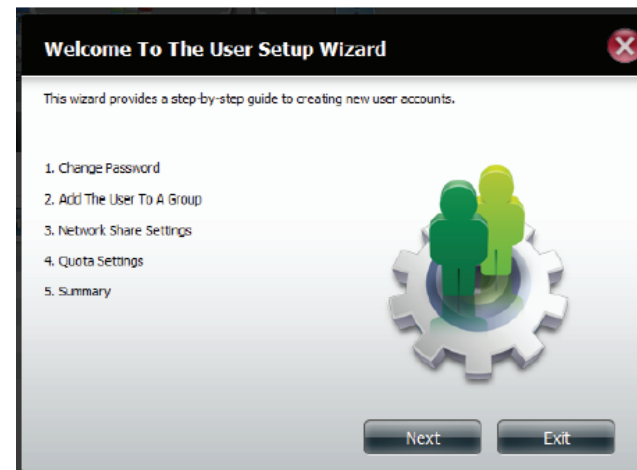 Welcome To The User Setup Wizard
This wizard provides a step-by-step guide to creating new user accounts.
1. Change Password
2. Add The User To A Group
3. Network Share Settings
4. Quota Settings
5. Summary
Next
Exit